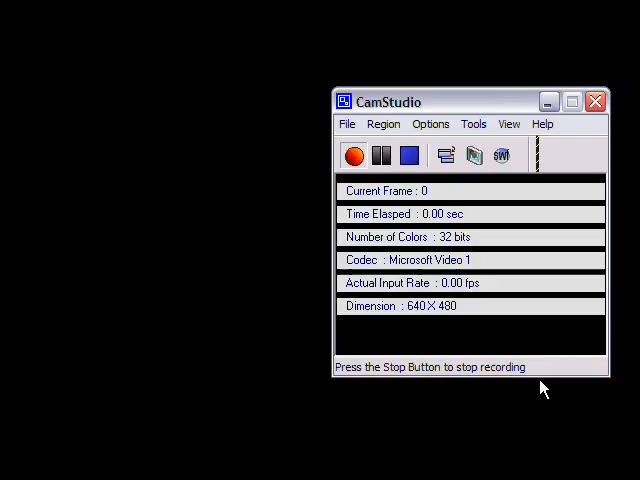 CamStudio
File Region Options Tools View Help
SWF
Current Frame : 0
Time Elasped : 0.00 sec
Number of Colors : 32 bits
Codec : Microsoft Video 1
Actual Input Rate : 0.00 fps
Dimension : 640 X 480
Press the Stop Button to stop recording